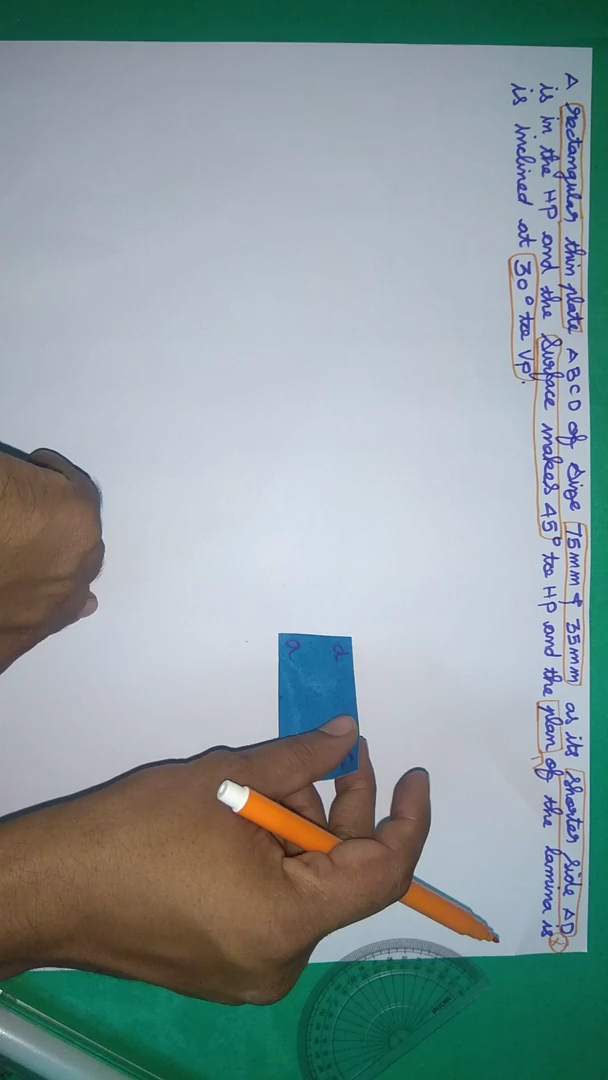 A rectangular thin plate ABCD of size 75mm & 35mm as its shorter side AD
is in the HP and the surface makes 45° to HP and the plan of the lamina is
is inclined at 30° to VP.
d
a